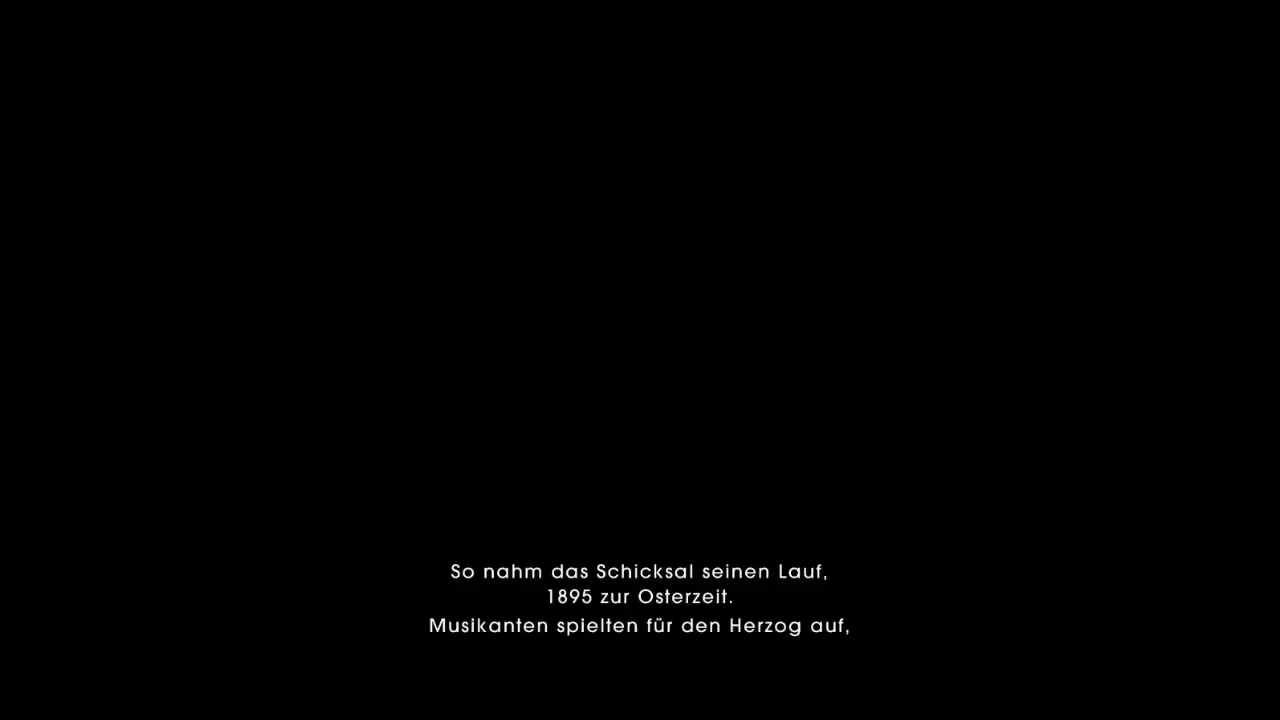 So nahm das Schicksal seinen Lauf,
1895 zur Osterzeit.
Musikanten spielten für den Herzog auf,